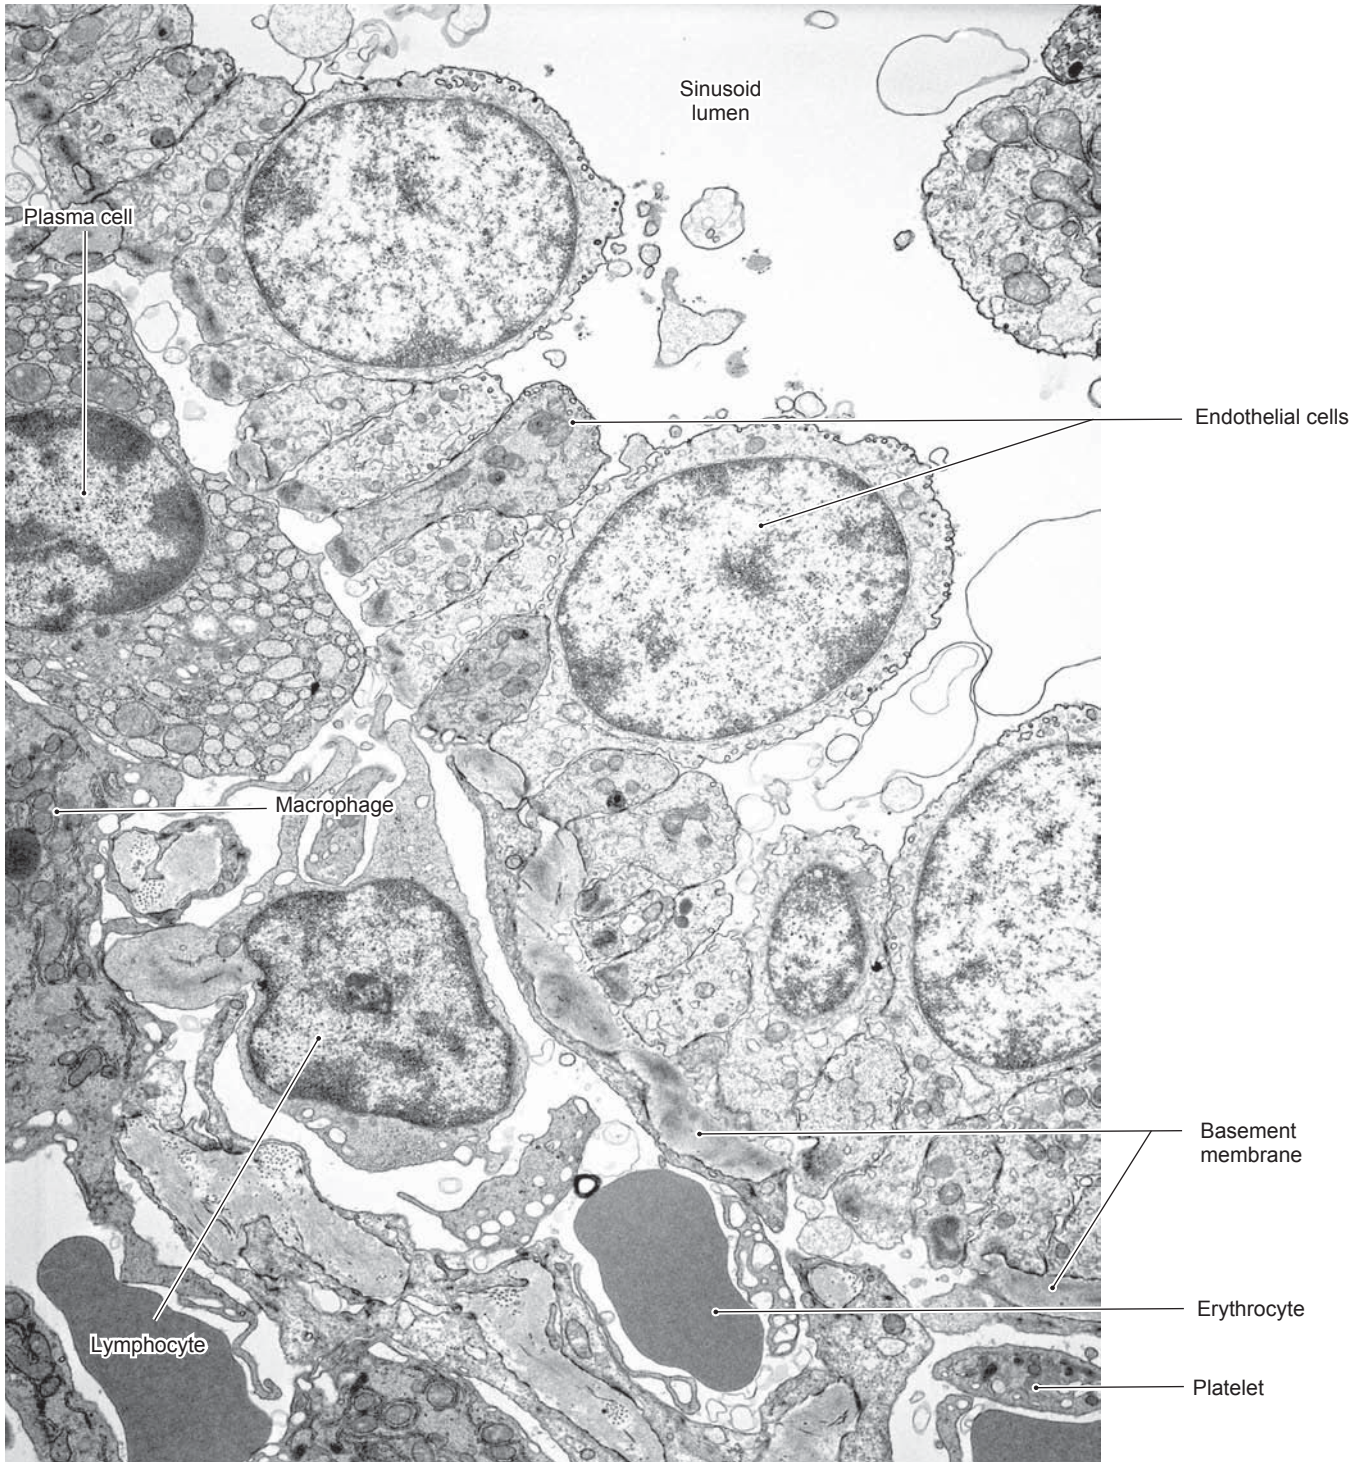 Sinusoid
lumen
Plasma cell
Endothelial cells
Macrophage
Basement
membrane
Erythrocyte
Lymphocyte
Platelet